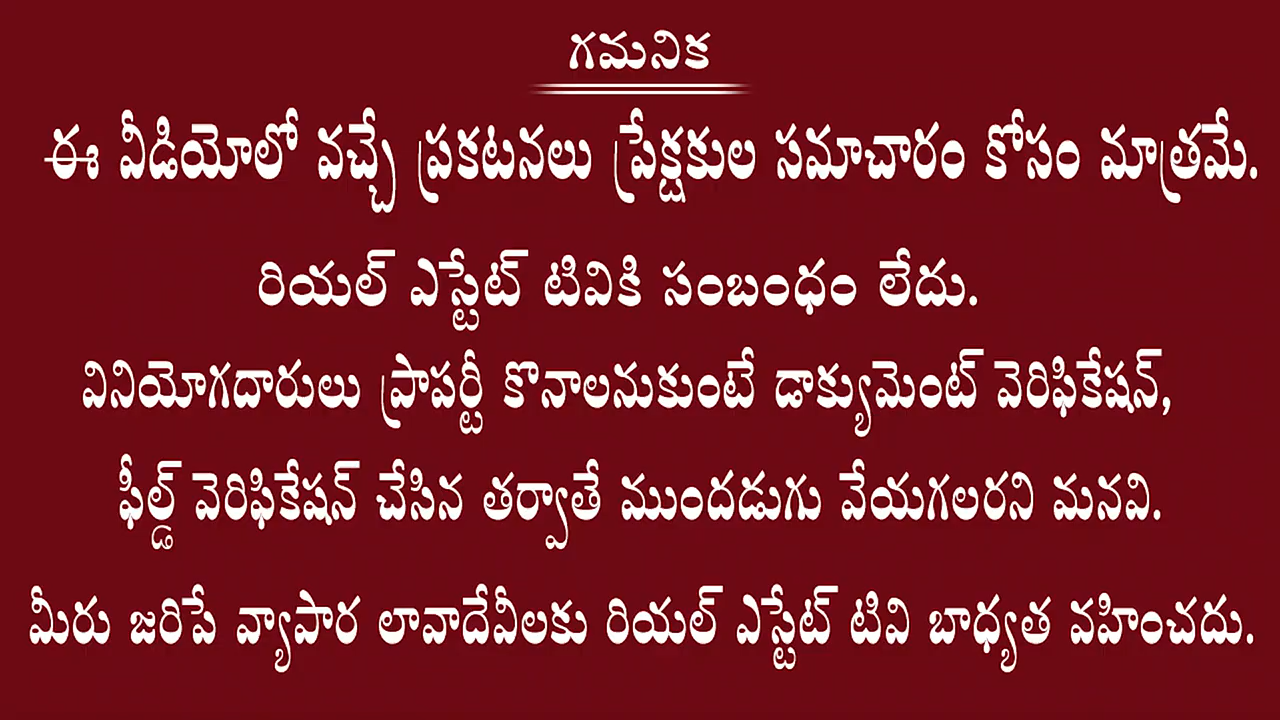 గమనిక
ఈ వీడియోలో వచ్చే ప్రకటనలు ప్రేక్షకుల సమాచారం కోసం మాత్రమే.
రియల్ ఎస్టేట్ టివికి సంబంధం లేదు.
వినియోగదారులు ప్రాపర్టీ కొనాలనుకుంటే డాక్యుమెంట్ వెరిఫికేషన్,
ఫీల్డ్ వెరిఫికేషన్ చేసిన తర్వాతే ముందడుగు వేయగలరని మనవి.
మీరు జరిపే వ్యాపార లావాదేవీలకు రియల్ ఎస్టేట్ టివి బాధ్యత వహించదు.